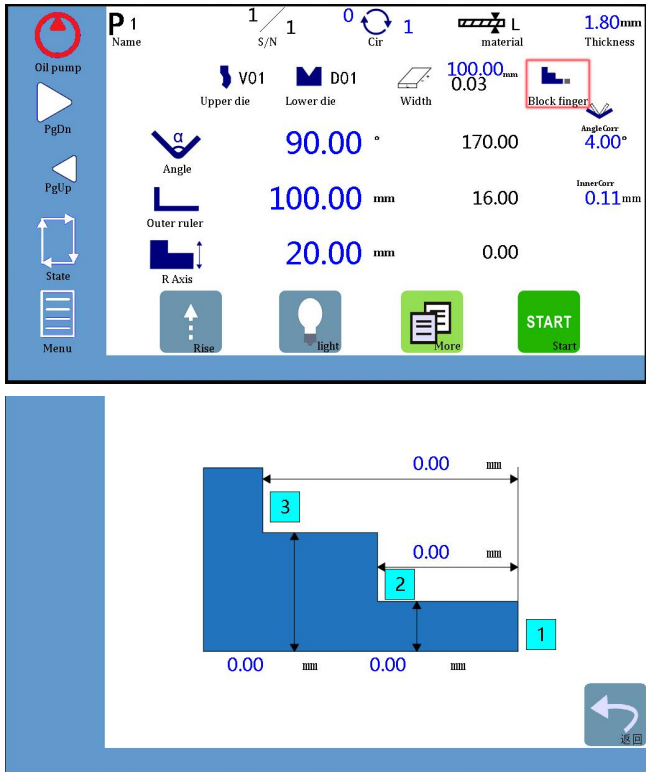 P 1
Name
1/1
S/N
0 1
Cir
L
material
1.80mm
Thickness
Oil pump
V01
Upper die
D01
Lower die
Width
100.00mm
0.03
Block finger
PgDn
α
Angle
90.00 °
170.00
AngleCorr
4.00°
PgUp
Outer ruler
100.00 mm
16.00
InnerCorr
0.11mm
State
R Axis
20.00 mm
0.00
Menu
Rise
light
More
START
Start
0.00 mm
3
0.00 mm
2
1
0.00 mm 0.00 mm
返回